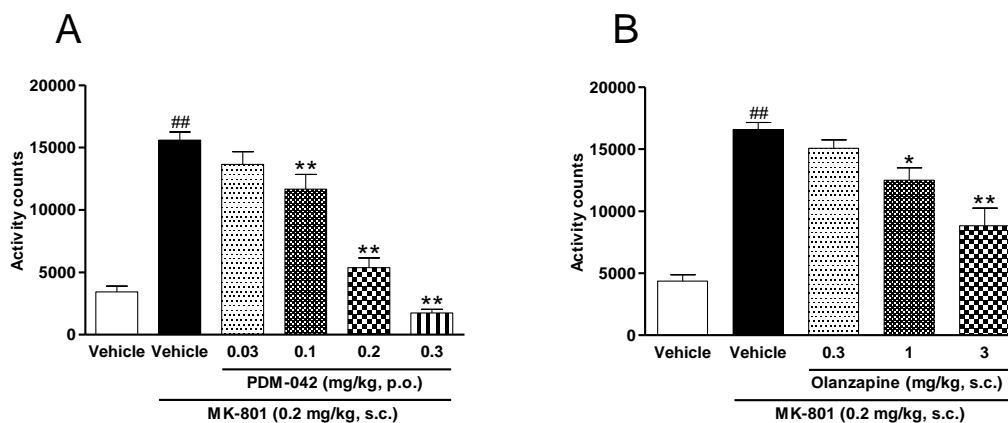 A
20000
15000
10000
5000
0
Activity counts
##
**
**
**
Vehicle Vehicle 0.03 0.1 0.2 0.3
PDM-042 (mg/kg, p.o.)
MK-801 (0.2 mg/kg, s.c.)
B
20000
15000
10000
5000
0
Activity counts
##
*
**
Vehicle Vehicle 0.3 1 3
Olanzapine (mg/kg, s.c.)
MK-801 (0.2 mg/kg, s.c.)